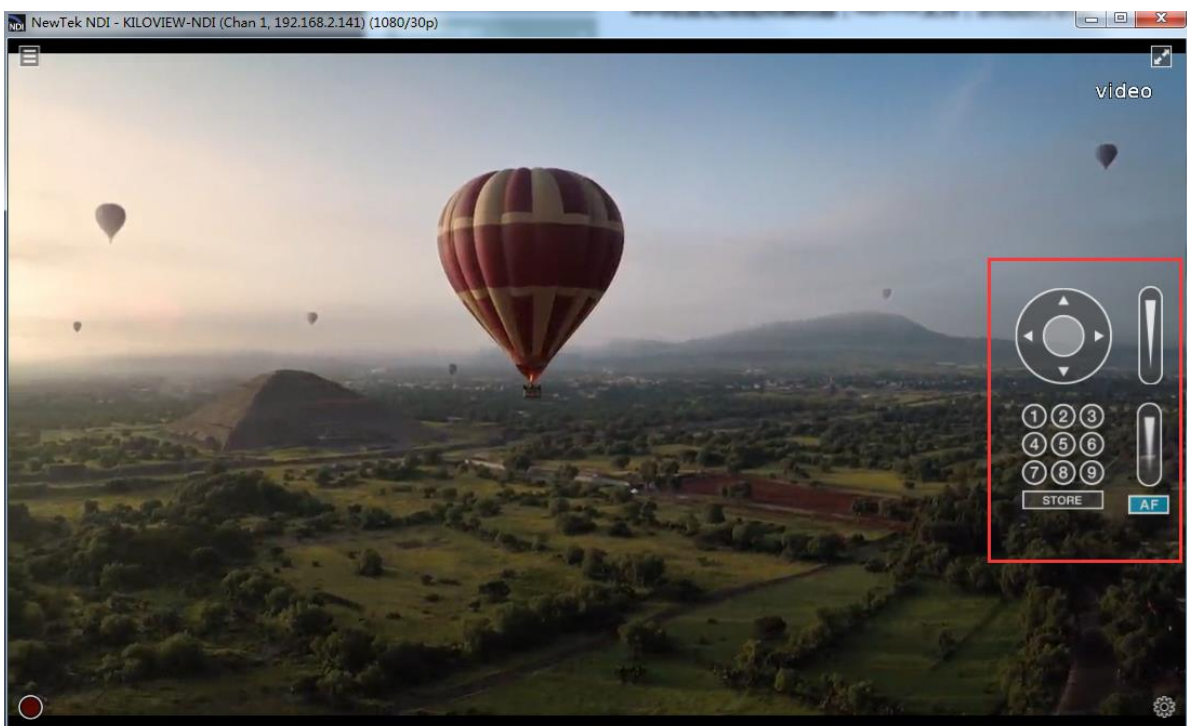 NDI NewTek NDI - KILOVIEW-NDI (Chan 1, 192.168.2.141) (1080/30p)
video
1 2 3
4 5 6
7 8 9
STORE
AF